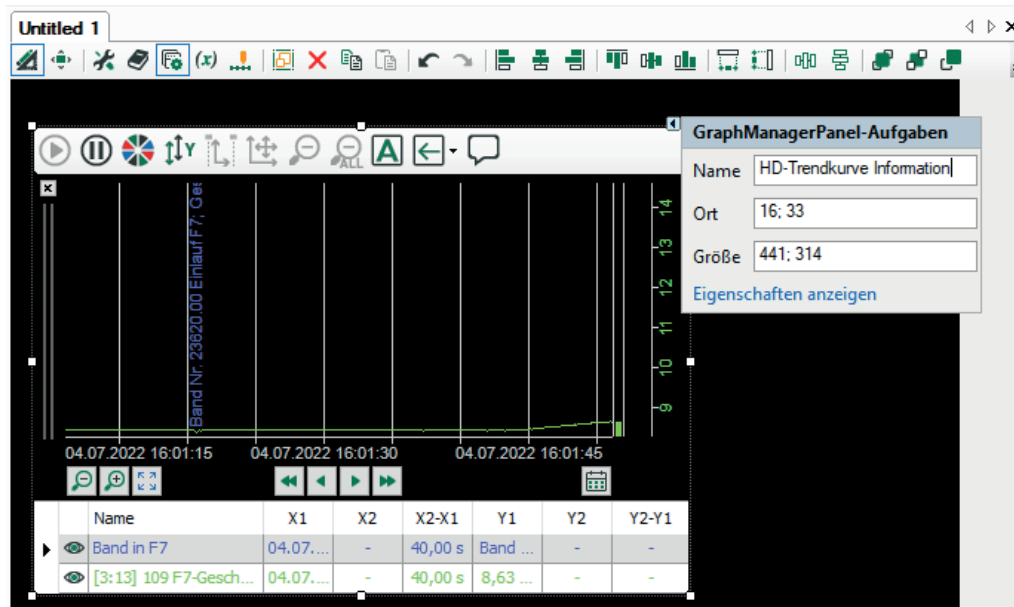 Untitled 1
(x)
GraphManagerPanel-Aufgaben
Name HD-Trendkurve Information
Ort 16; 33
Größe 441; 314
Eigenschaften anzeigen
Y
ALL
A
Band Nr. 23620.00 Einlauf F7; Ges
14
13
12
11
10
9
04.07.2022 16:01:15 04.07.2022 16:01:30 04.07.2022 16:01:45
Name X1 X2 X2-X1 Y1 Y2 Y2-Y1
Band in F7 04.07.... - 40,00 s Band ... - -
[3:13] 109 F7-Gesch... 04.07.... - 40,00 s 8,63 ... - -